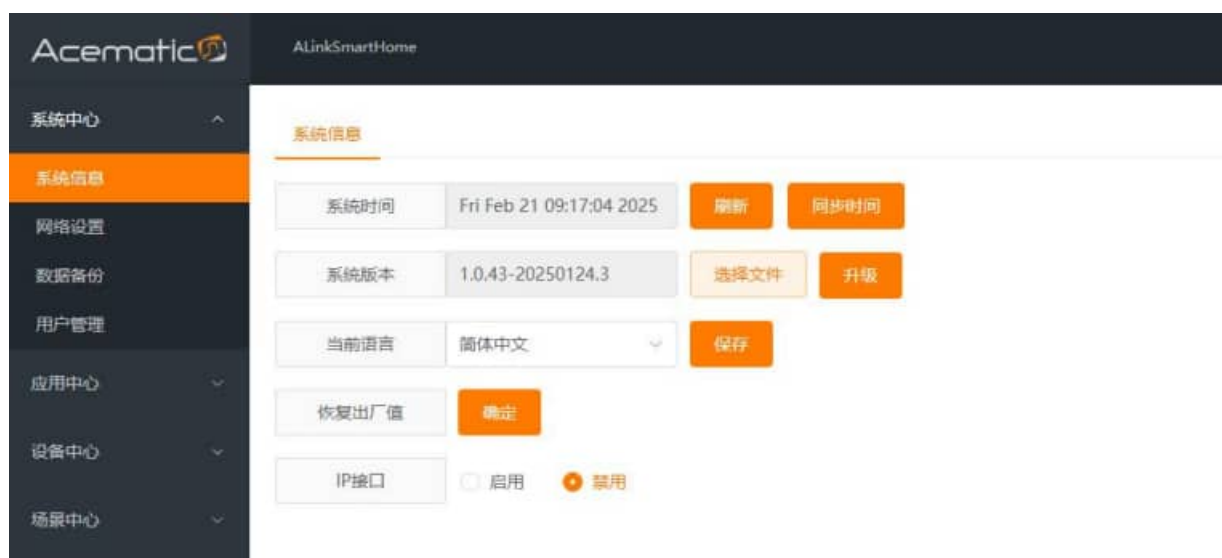 Acematic
ALinkSmartHome
系统中心
系统信息
网络设置
数据备份
用户管理
应用中心
设备中心
场景中心
系统信息
系统时间 Fri Feb 21 09:17:04 2025 刷新 同步时间
系统版本 1.0.43-20250124.3 选择文件 升级
当前语言 简体中文 保存
恢复出厂值 确定
IP接口 启用 禁用